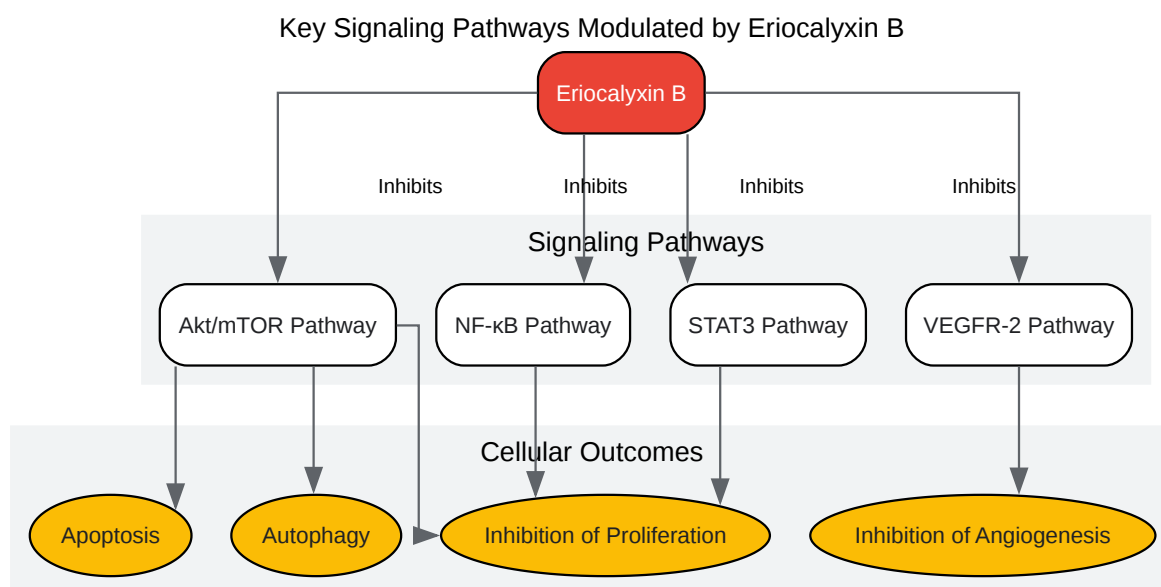 Key Signaling Pathways Modulated by Eriocalyxin B
Eriocalyxin B
Inhibits
Inhibits
Inhibits
Inhibits
Signaling Pathways
Akt/mTOR Pathway
NF-κB Pathway
STAT3 Pathway
VEGFR-2 Pathway
Cellular Outcomes
Apoptosis
Autophagy
Inhibition of Proliferation
Inhibition of Angiogenesis